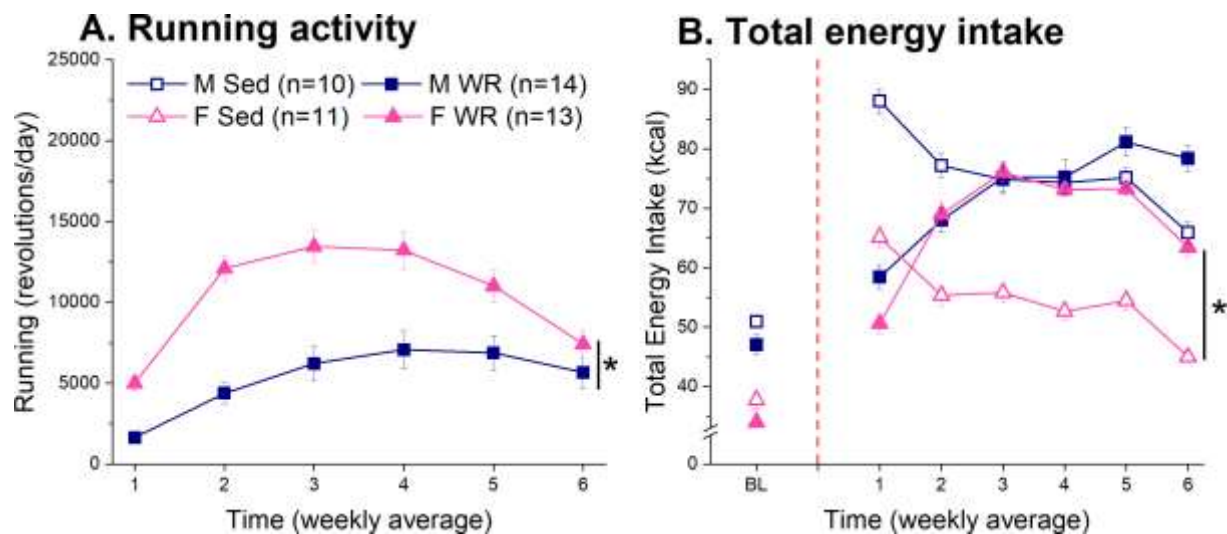 A. Running activity
25000
20000
15000
10000
5000
0
Running (revolutions/day)
M Sed (n=10) M WR (n=14)
F Sed (n=11) F WR (n=13)
*
1 2 3 4 5 6
Time (weekly average)
B. Total energy intake
90
80
70
60
50
40
0
Total Energy Intake (kcal)
*
BL 1 2 3 4 5 6
Time (weekly average)